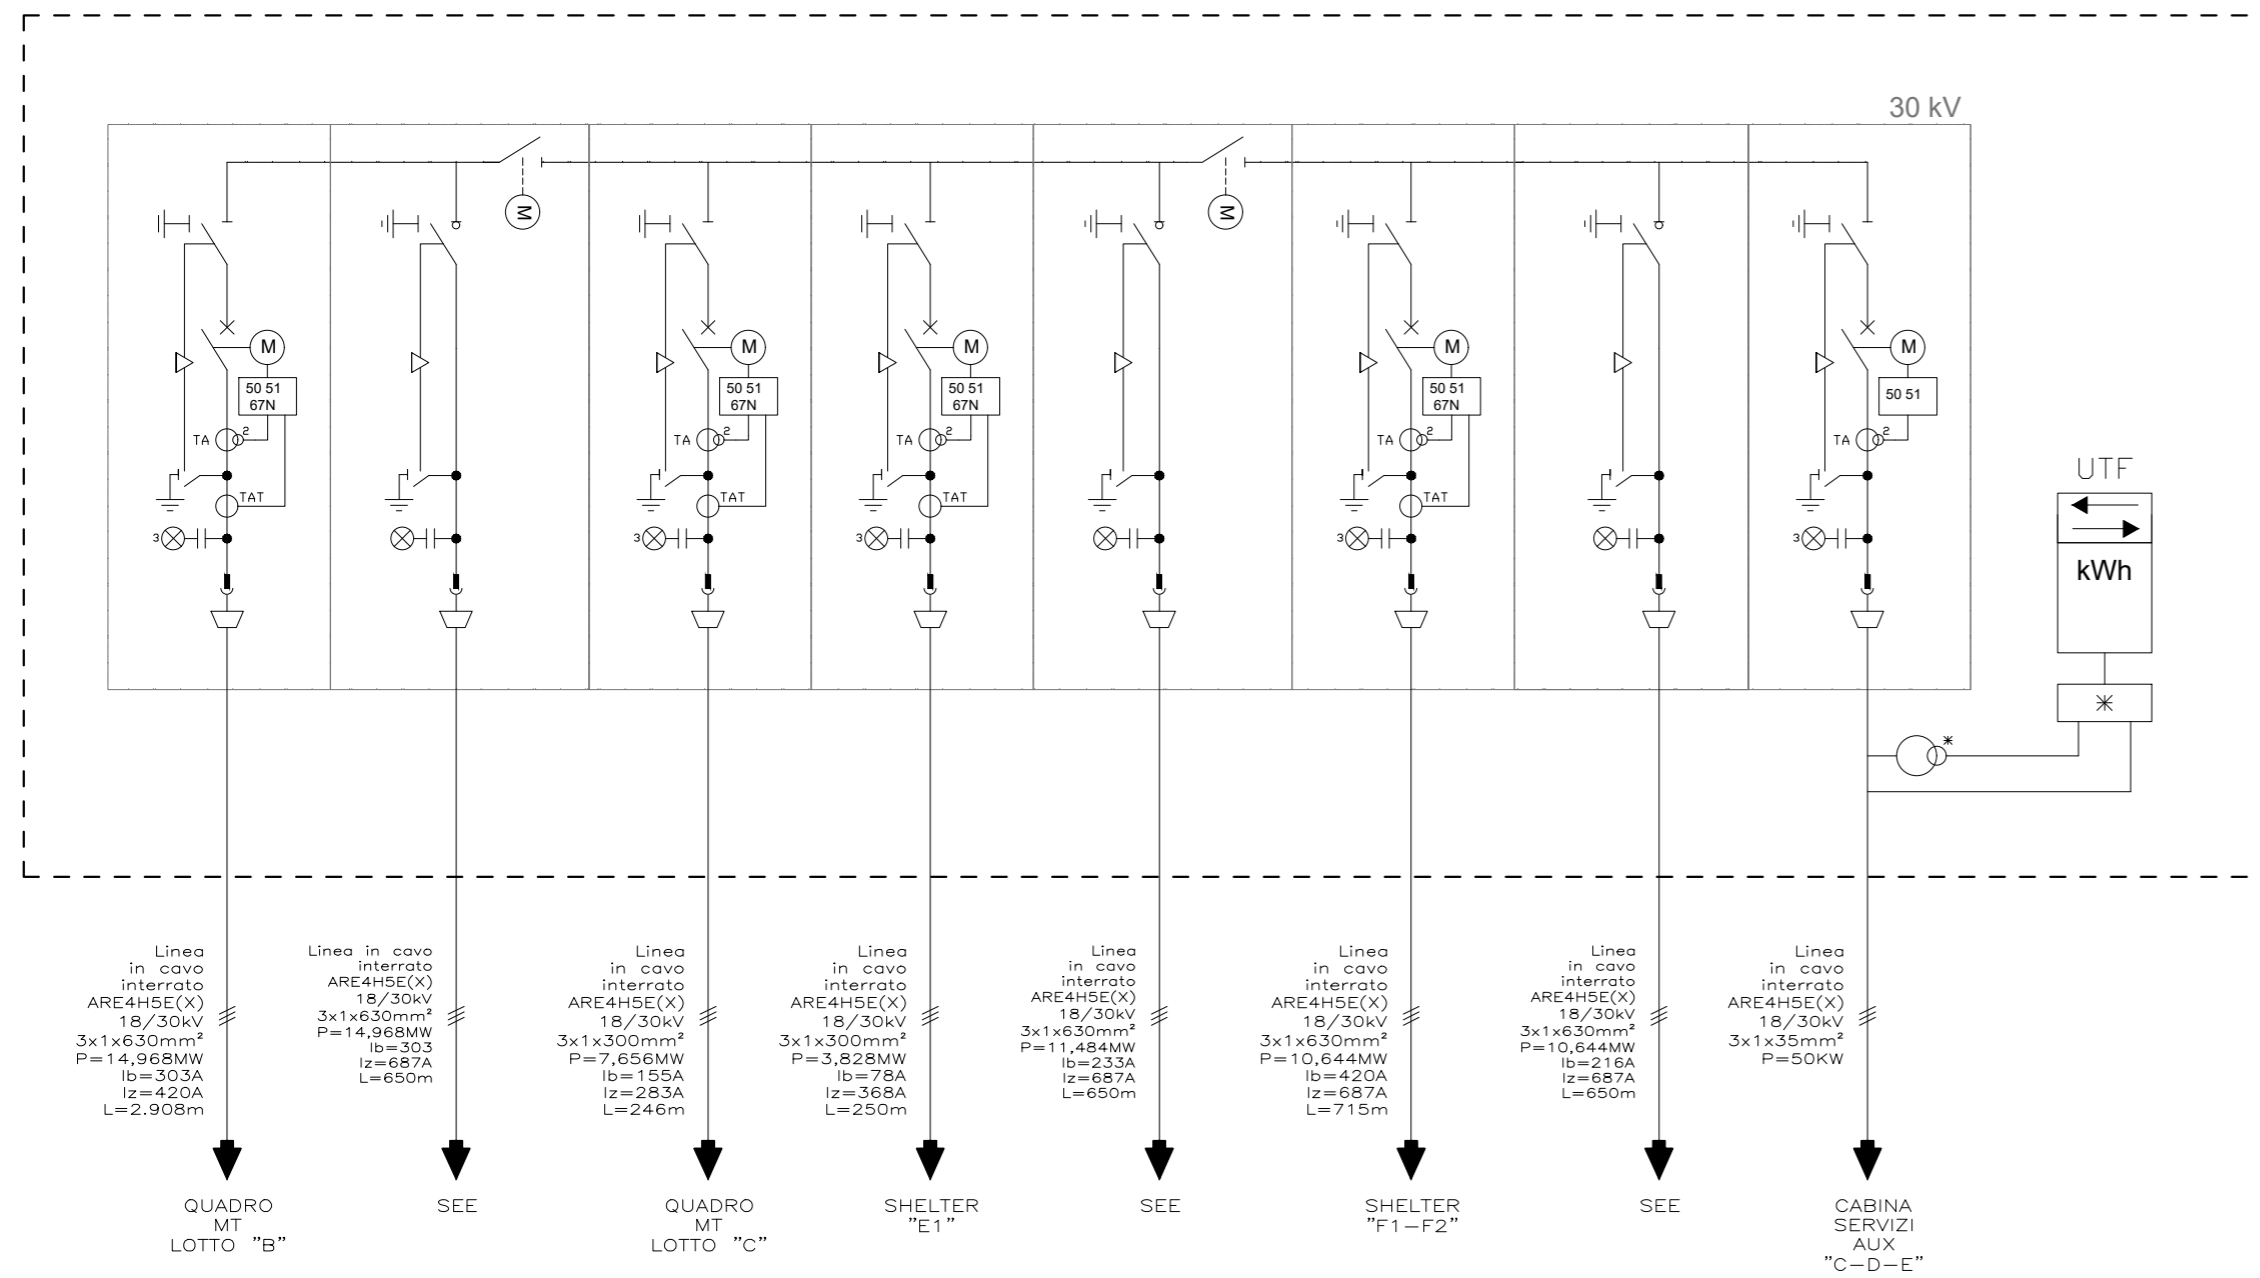 30 kV
M
M
M
50 51
67N
TA
2
TAT
3
M
50 51
67N
TA
2
TAT
3
M
50 51
67N
TA
2
TAT
3
M
50 51
67N
TA
2
TAT
3
M
50 51
TA
2
3
UTF
kWh
*
*
Linea
in cavo
interrato
ARE4H5E(X)
18/30kV
3x1x630mm²
P=14,968MW
Ib=303A
Iz=420A
L=2.908m
QUADRO
MT
LOTTO "B"
Linea in cavo
interrato
ARE4H5E(X)
18/30kV
3x1x630mm²
P=14,968MW
Ib=303
Iz=687A
L=650m
SEE
Linea
in cavo
interrato
ARE4H5E(X)
18/30kV
3x1x300mm²
P=7,656MW
Ib=155A
Iz=283A
L=246m
QUADRO
MT
LOTTO "C"
Linea
in cavo
interrato
ARE4H5E(X)
18/30kV
3x1x300mm²
P=3,828MW
Ib=78A
Iz=368A
L=250m
SHELTER
"E1"
Linea
in cavo
interrato
ARE4H5E(X)
18/30kV
3x1x630mm²
P=11,484MW
Ib=233A
Iz=687A
L=650m
SEE
Linea
in cavo
interrato
ARE4H5E(X)
18/30kV
3x1x630mm²
P=10,644MW
Ib=420A
Iz=687A
L=715m
SHELTER
"F1-F2"
Linea
in cavo
interrato
ARE4H5E(X)
18/30kV
3x1x630mm²
P=10,644MW
Ib=216A
Iz=687A
L=650m
SEE
Linea
in cavo
interrato
ARE4H5E(X)
18/30kV
3x1x35mm²
P=50KW
CABINA
SERVIZI
AUX
"C-D-E"